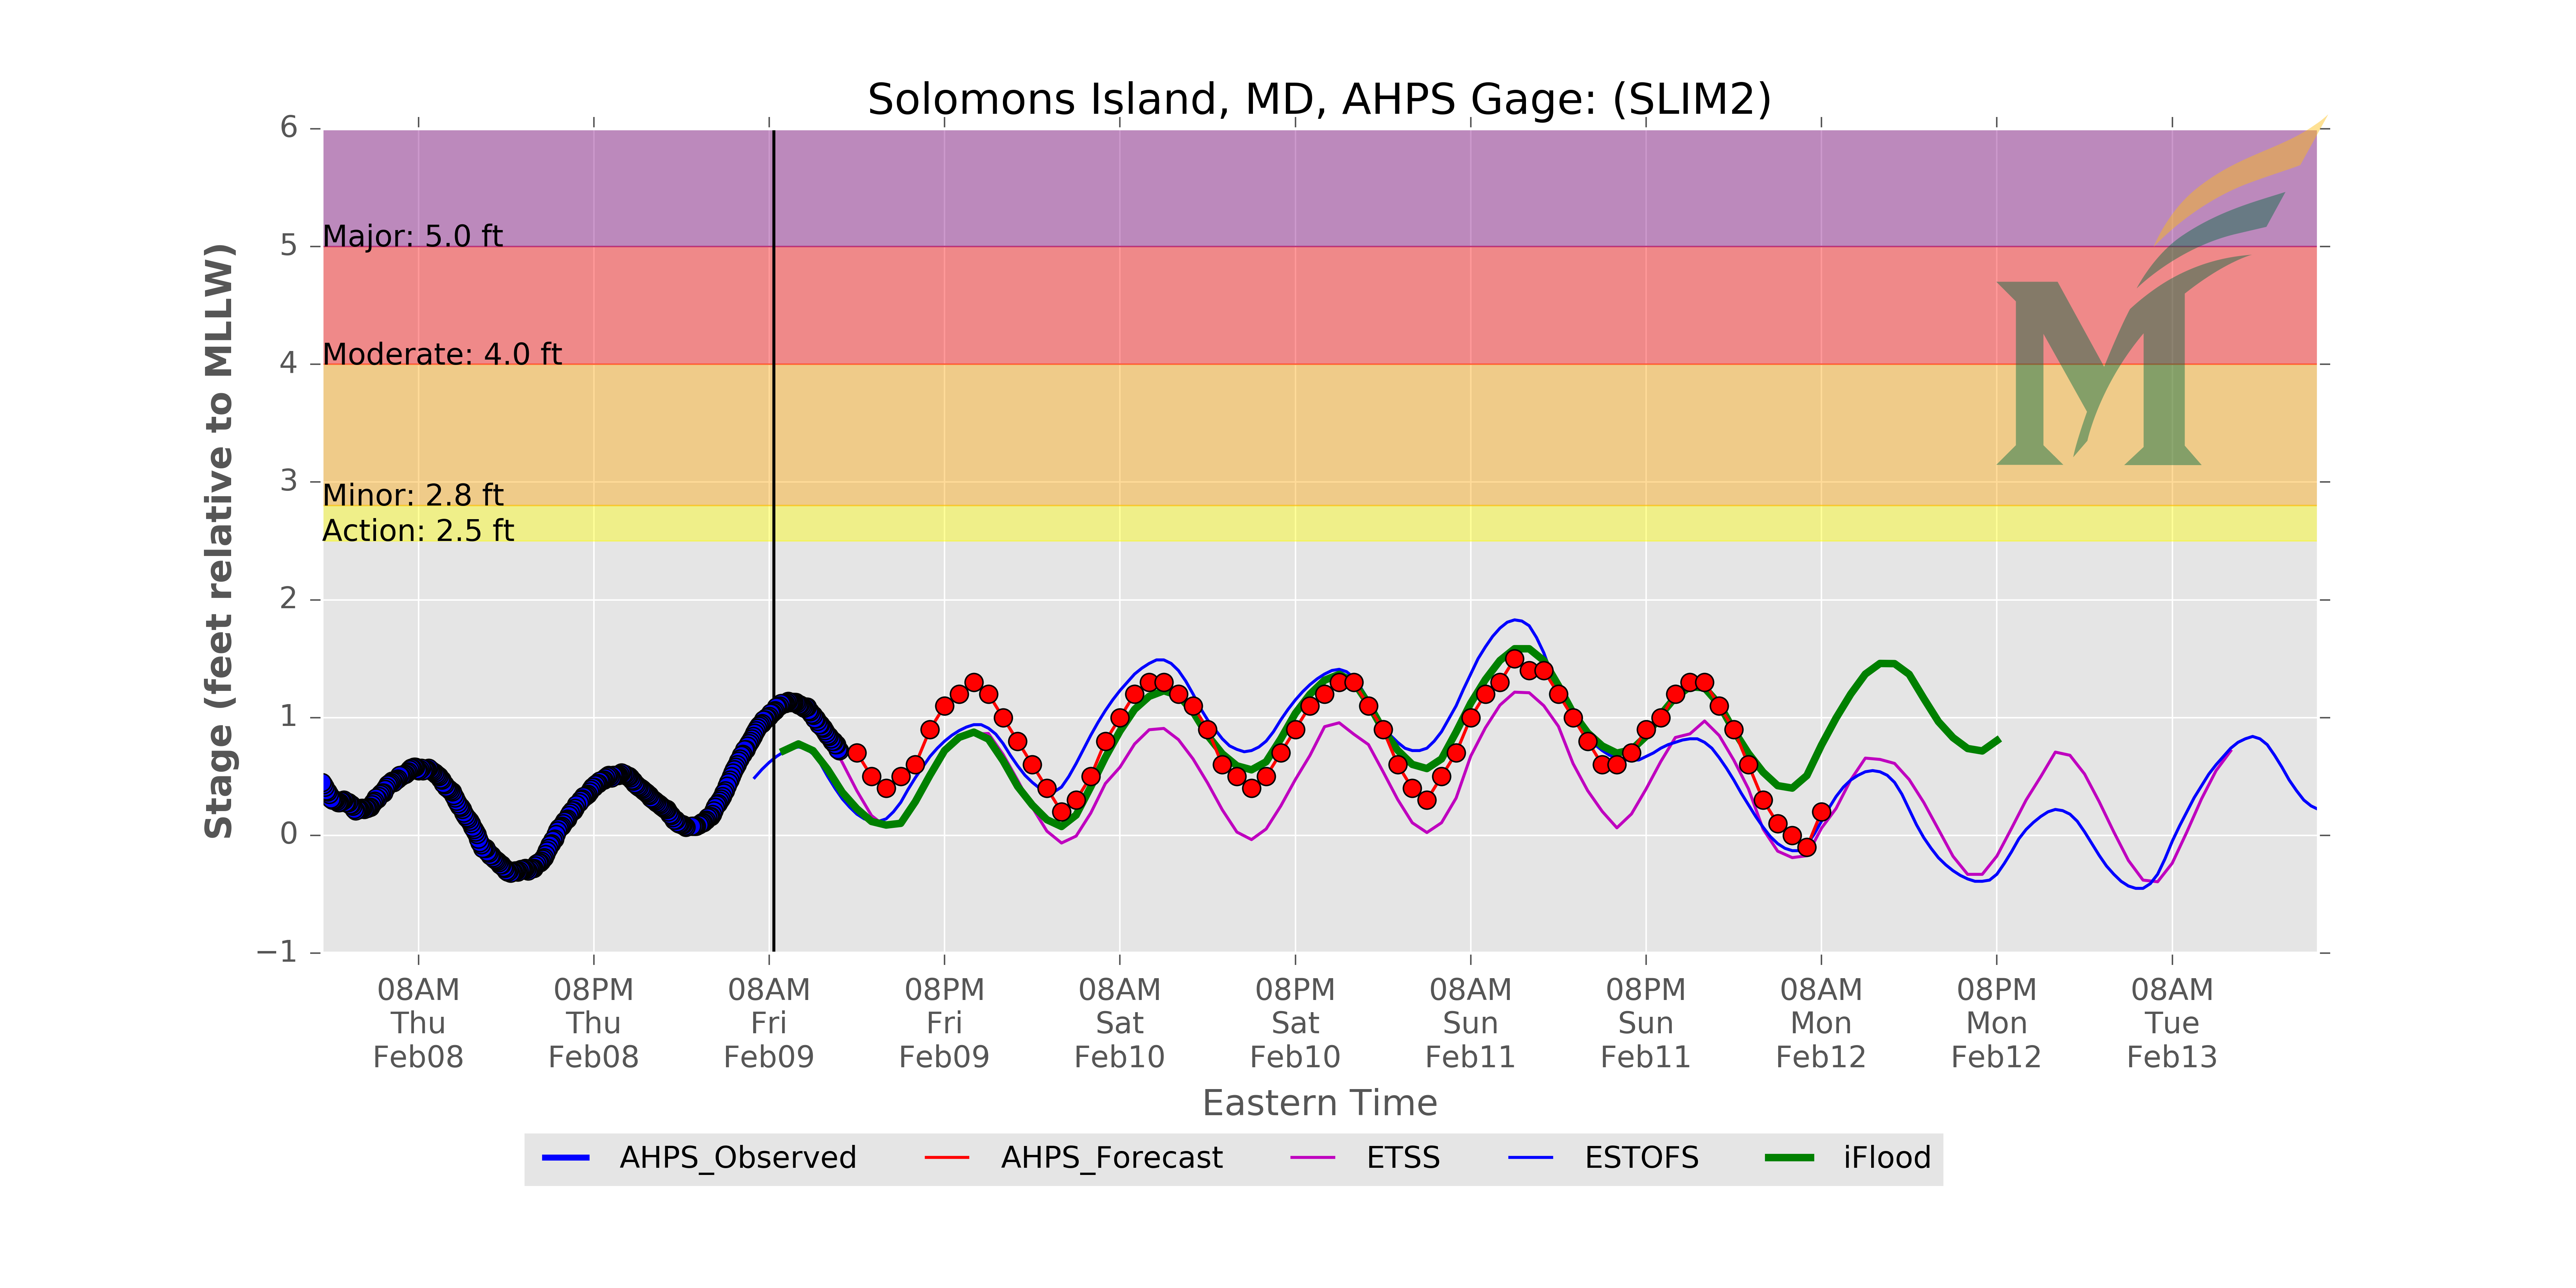 Solomons Island, MD, AHPS Gage: (SLIM2)
6
Major: 5.0 ft
5
Moderate: 4.0 ft
4
3
Minor: 2.8 ft
Action: 2.5 ft
2
1
0
−1
Stage (feet relative to MLLW)
08AM Thu Feb08
08PM Thu Feb08
08AM Fri Feb09
08PM Fri Feb09
08AM Sat Feb10
08PM Sat Feb10
08AM Sun Feb11
08PM Sun Feb11
08AM Mon Feb12
08PM Mon Feb12
08AM Tue Feb13
Eastern Time
AHPS_Observed AHPS_Forecast ETSS ESTOFS iFlood
M